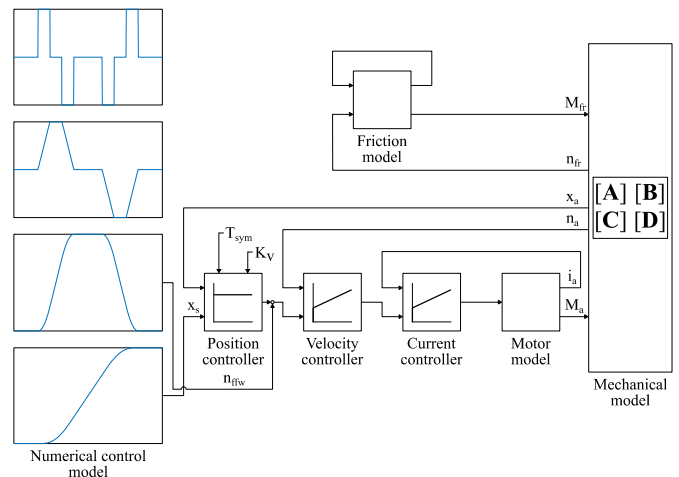 M_fr
Friction
model
n_fr
x_a
n_a
[A] [B]
[C] [D]
T_sym
K_V
i_a
x_s
M_a
Position
controller
Velocity
controller
Current
controller
Motor
model
n_ffw
Mechanical
model
Numerical control
model